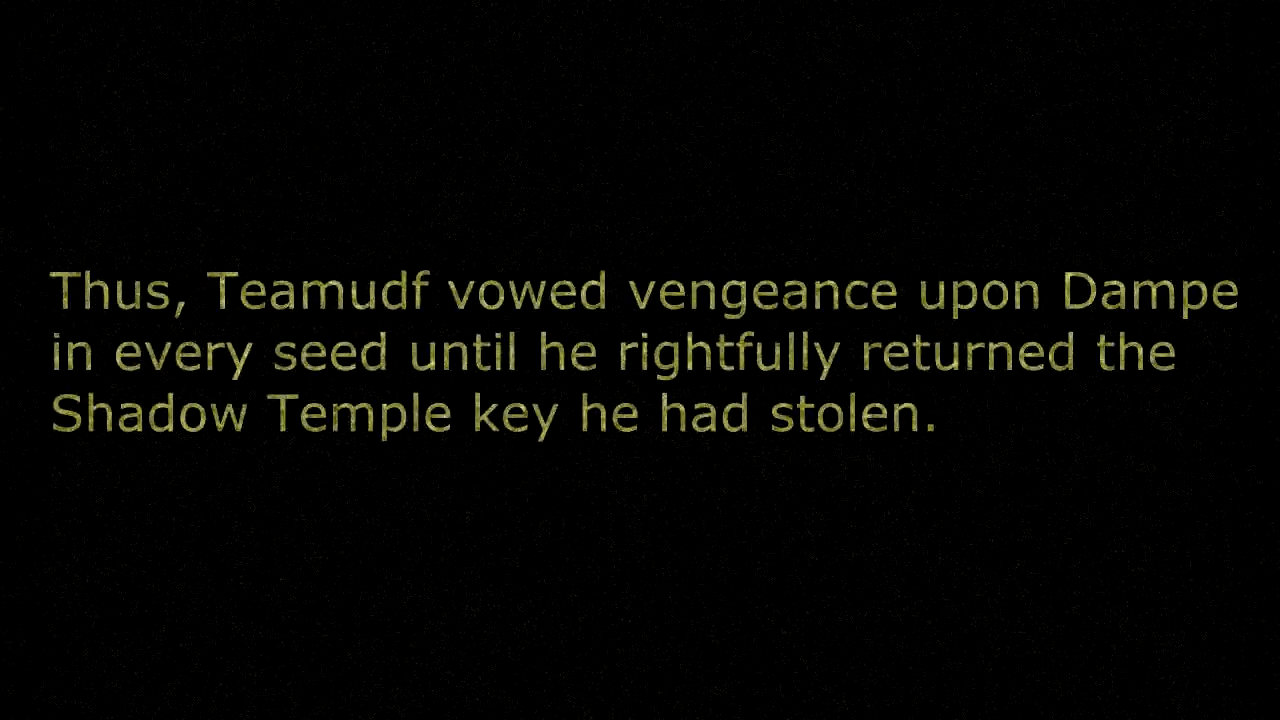 Thus, Teamudf vowed vengeance upon Dampe
in every seed until he rightfully returned the
Shadow Temple key he had stolen.